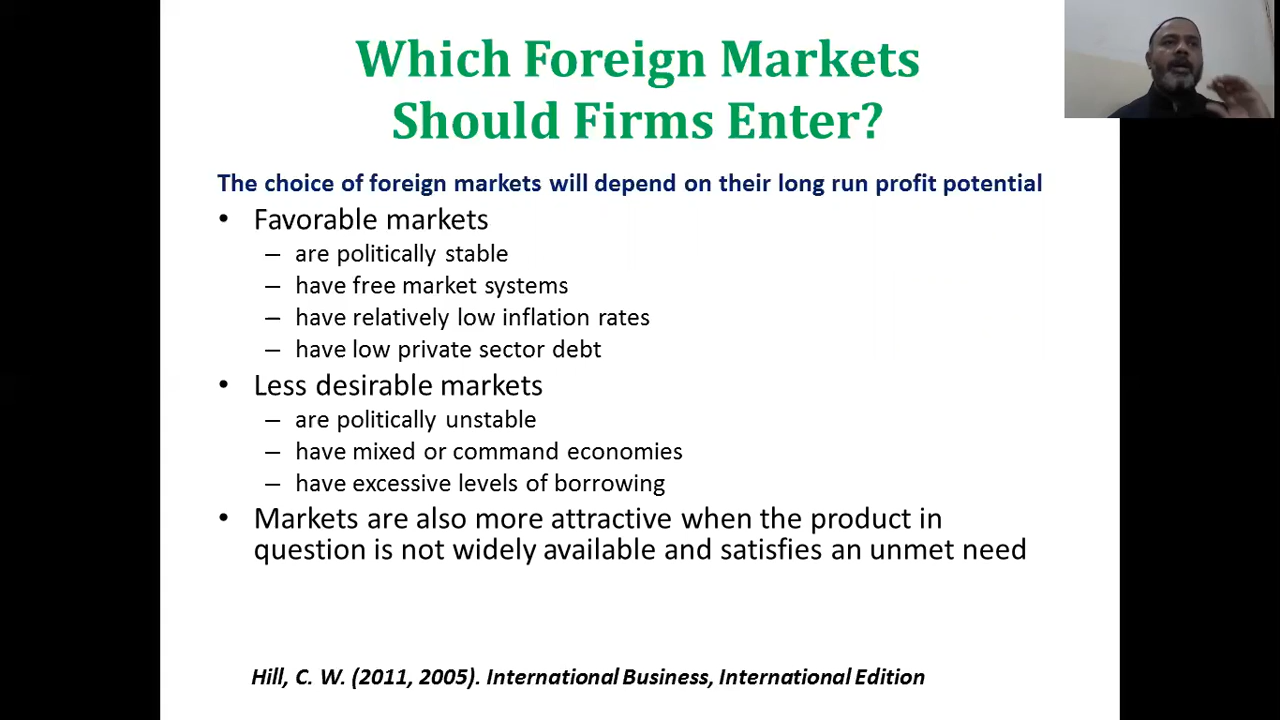 Which Foreign Markets
Should Firms Enter?
The choice of foreign markets will depend on their long run profit potential
• Favorable markets
– are politically stable
– have free market systems
– have relatively low inflation rates
– have low private sector debt
• Less desirable markets
– are politically unstable
– have mixed or command economies
– have excessive levels of borrowing
• Markets are also more attractive when the product in
question is not widely available and satisfies an unmet need
Hill, C. W. (2011, 2005). International Business, International Edition